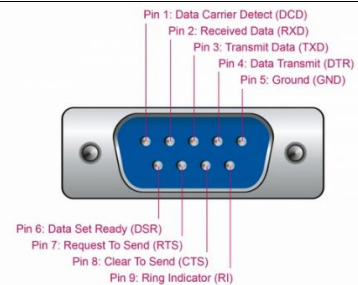 Pin 1: Data Carrier Detect (DCD)
Pin 2: Received Data (RXD)
Pin 3: Transmit Data (TXD)
Pin 4: Data Transmit (DTR)
Pin 5: Ground (GND)
Pin 6: Data Set Ready (DSR)
Pin 7: Request To Send (RTS)
Pin 8: Clear To Send (CTS)
Pin 9: Ring Indicator (RI)